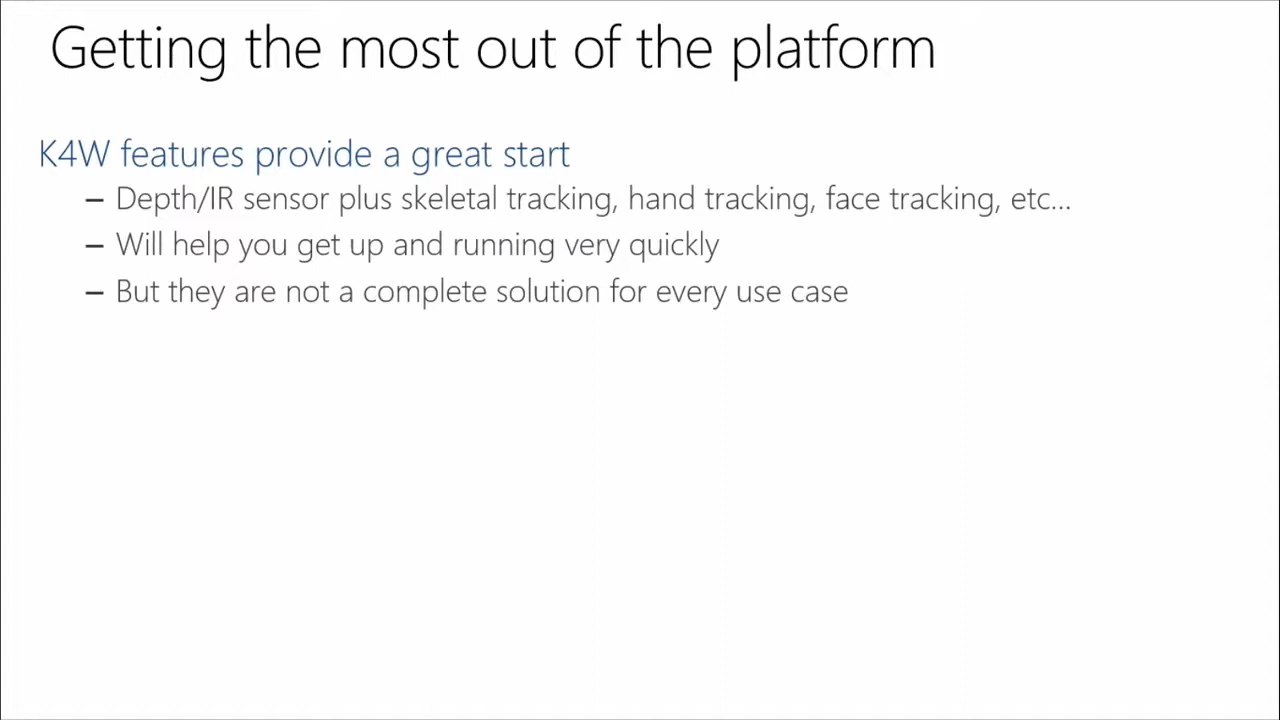 Getting the most out of the platform
K4W features provide a great start
– Depth/IR sensor plus skeletal tracking, hand tracking, face tracking, etc...
– Will help you get up and running very quickly
– But they are not a complete solution for every use case